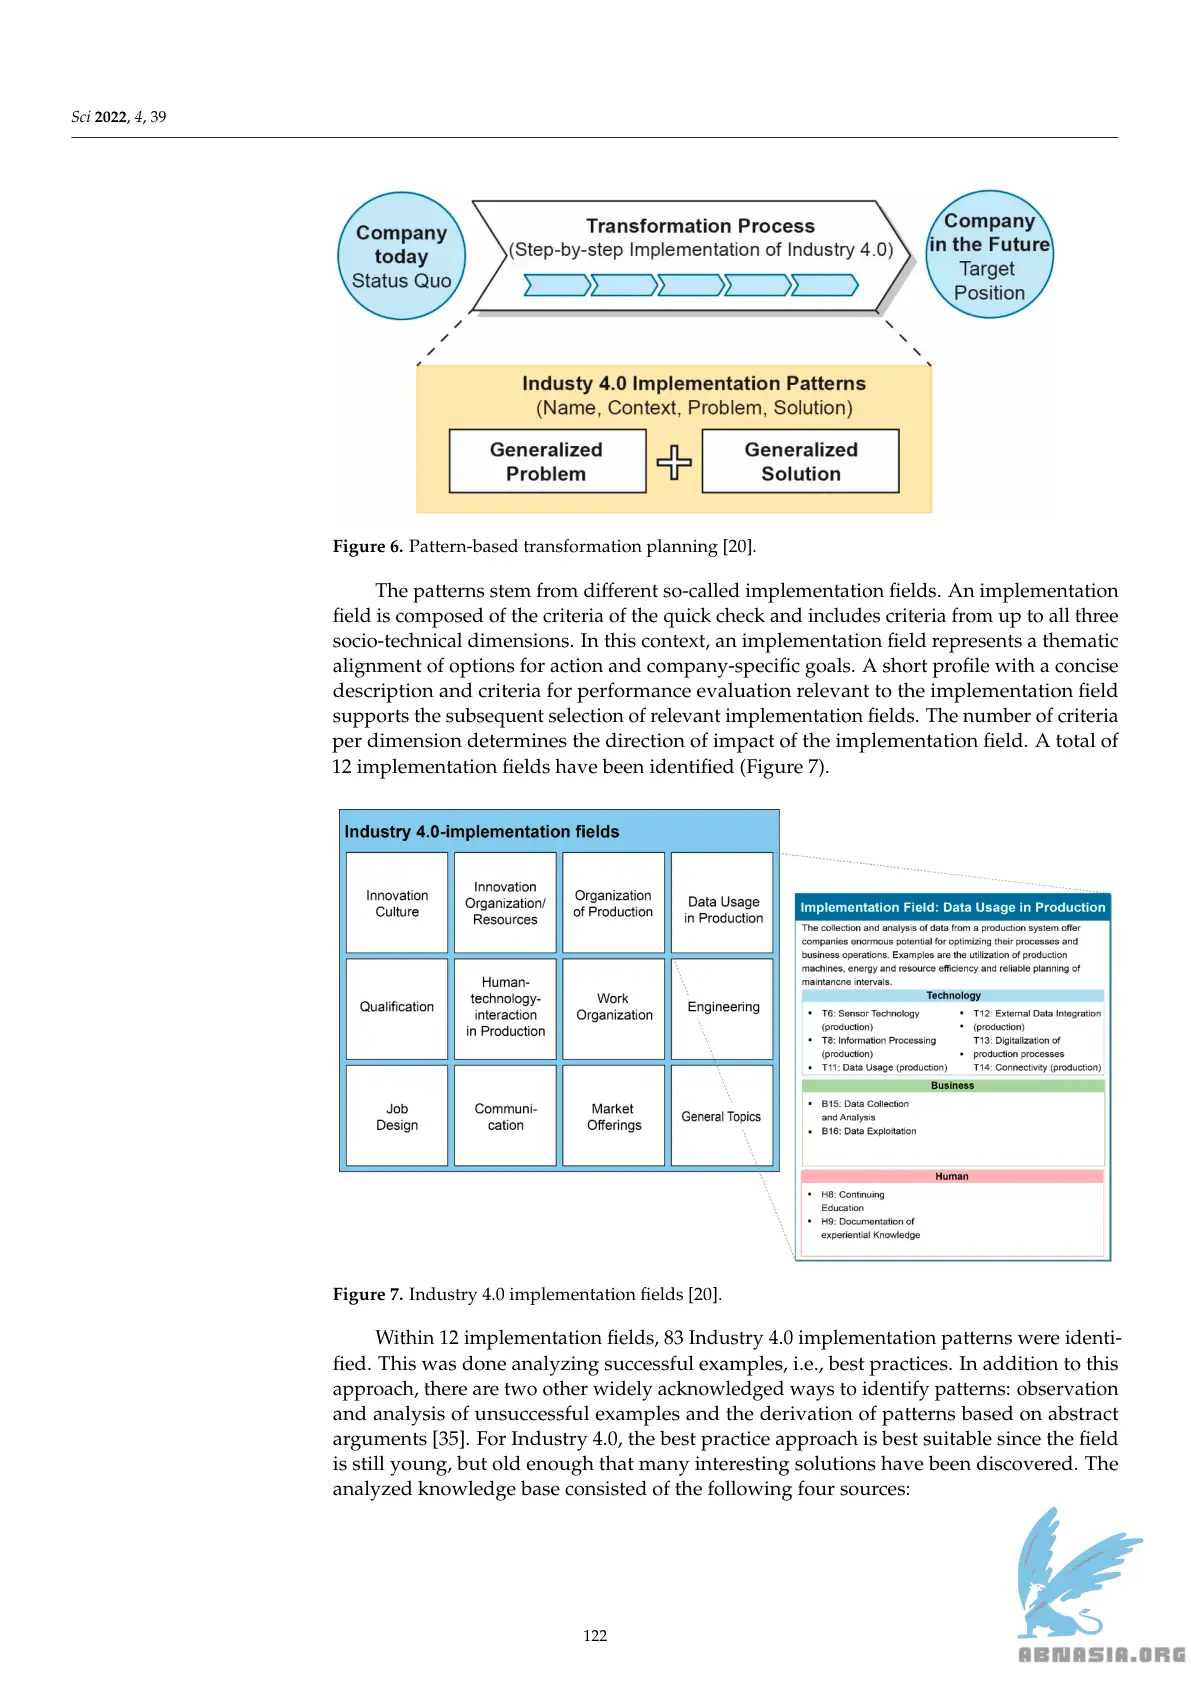 Sci 2022, 4, 39
Company
today
Status Quo
Transformation Process
(Step-by-step Implementation of Industry 4.0)
Company
in the Future
Target
Position
Industy 4.0 Implementation Patterns
(Name, Context, Problem, Solution)
Generalized
Problem
Generalized
Solution
Figure 6. Pattern-based transformation planning [20].
The patterns stem from different so-called implementation fields. An implementation
field is composed of the criteria of the quick check and includes criteria from up to all three
socio-technical dimensions. In this context, an implementation field represents a thematic
alignment of options for action and company-specific goals. A short profile with a concise
description and criteria for performance evaluation relevant to the implementation field
supports the subsequent selection of relevant implementation fields. The number of criteria
per dimension determines the direction of impact of the implementation field. A total of
12 implementation fields have been identified (Figure 7).
Industry 4.0-implementation fields
Innovation
Culture
Innovation
Organization/
Resources
Organization
of Production
Data Usage
in Production
Qualification
Human-
technology-
interaction
in Production
Work
Organization
Engineering
Job
Design
Communi-
cation
Market
Offerings
General Topics
Implementation Field: Data Usage in Production
The collection and analysis of data from a production system offer
companies enormous potential for optimizing their processes and
business operations. Examples are the utilization of production
machines, energy and resource efficiency and reliable planning of
maintancne intervals.
Technology
▪ T6: Sensor Technology
(production)
▪ T8: Information Processing
(production)
▪ T11: Data Usage (production)
▪ T12: External Data Integration
▪ (production)
T13: Digitalization of
▪ production processes
T14: Connectivity (production)
Business
▪ B15: Data Collection
and Analysis
▪ B16: Data Exploitation
Human
▪ H8: Continuing
Education
▪ H9: Documentation of
experiential Knowledge
Figure 7. Industry 4.0 implementation fields [20].
Within 12 implementation fields, 83 Industry 4.0 implementation patterns were identi-
fied. This was done analyzing successful examples, i.e., best practices. In addition to this
approach, there are two other widely acknowledged ways to identify patterns: observation
and analysis of unsuccessful examples and the derivation of patterns based on abstract
arguments [35]. For Industry 4.0, the best practice approach is best suitable since the field
is still young, but old enough that many interesting solutions have been discovered. The
analyzed knowledge base consisted of the following four sources:
122
ABNASIA.ORG